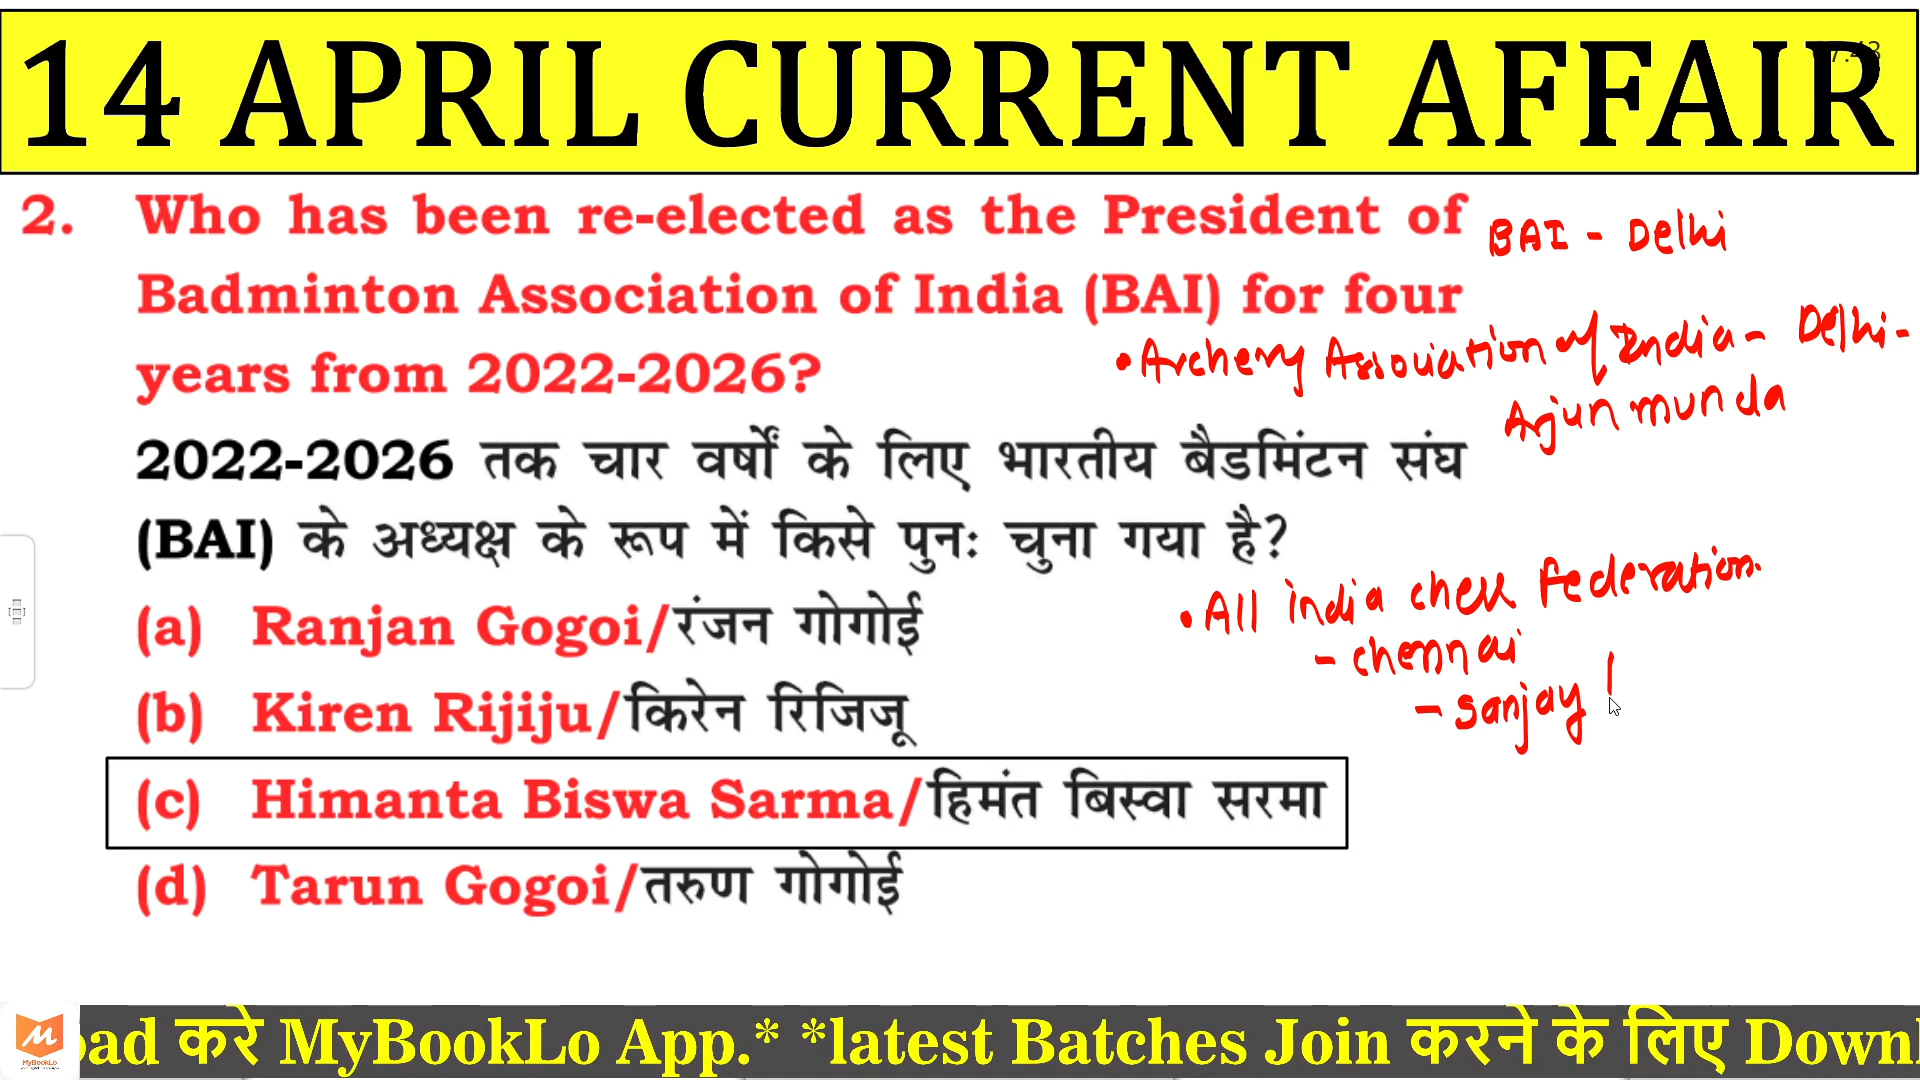 14 APRIL CURRENT AFFAIR
2. Who has been re-elected as the President of
Badminton Association of India (BAI) for four
years from 2022-2026?
2022-2026 तक चार वर्षों के लिए भारतीय बैडमिंटन संघ
(BAI) के अध्यक्ष के रूप में किसे पुनः चुना गया है?
(a) Ranjan Gogoi/रंजन गोगोई
(b) Kiren Rijiju/किरेन रिजिजू
(c) Himanta Biswa Sarma/हिमंत बिस्वा सरमा
(d) Tarun Gogoi/तरुण गोगोई
BAI - Delhi
• Archery Association of India - Delhi -
Arjun munda
• All india chess Federation.
- chennai
- Sanjay
MyBookLo
oad करे MyBookLo App.* *latest Batches Join करने के लिए Downl